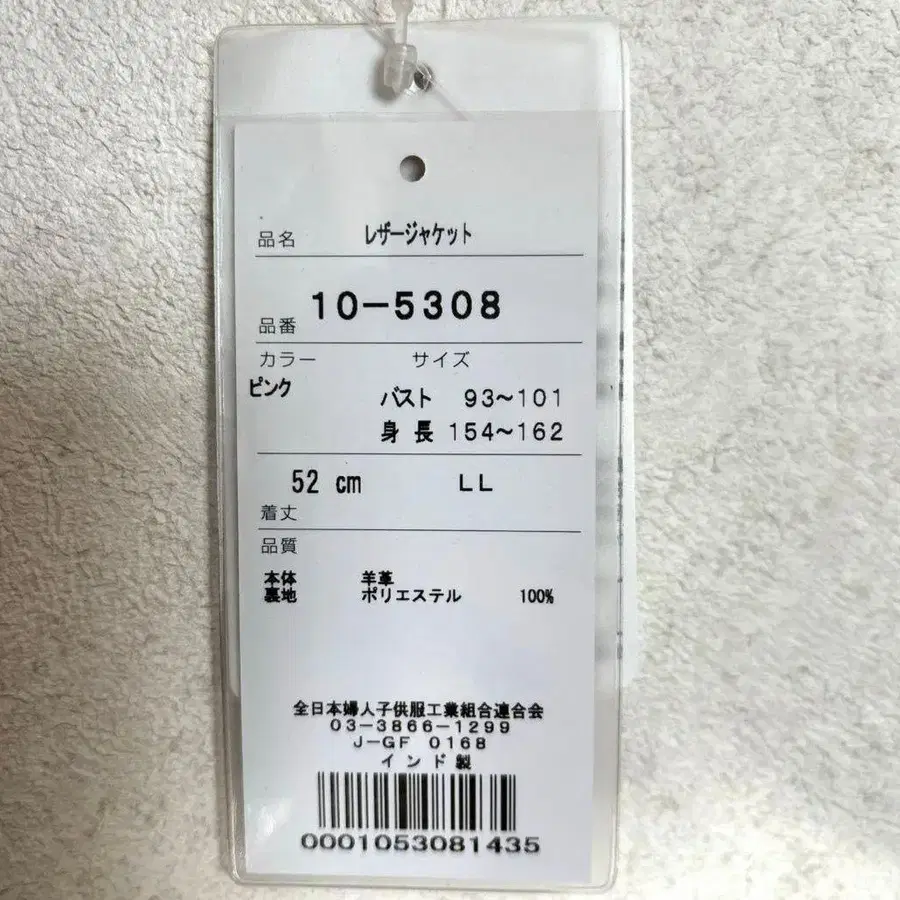 品名 レザージャケット
品番 10-5308
カラー サイズ
ピンク バスト 93~101
身長 154~162
52 cm LL
着丈
品質
本体 羊革
裏地 ポリエステル 100%
全日本婦人子供服工業組合連合会
03-3866-1299
J-GF 0168
インド製
0001053081435